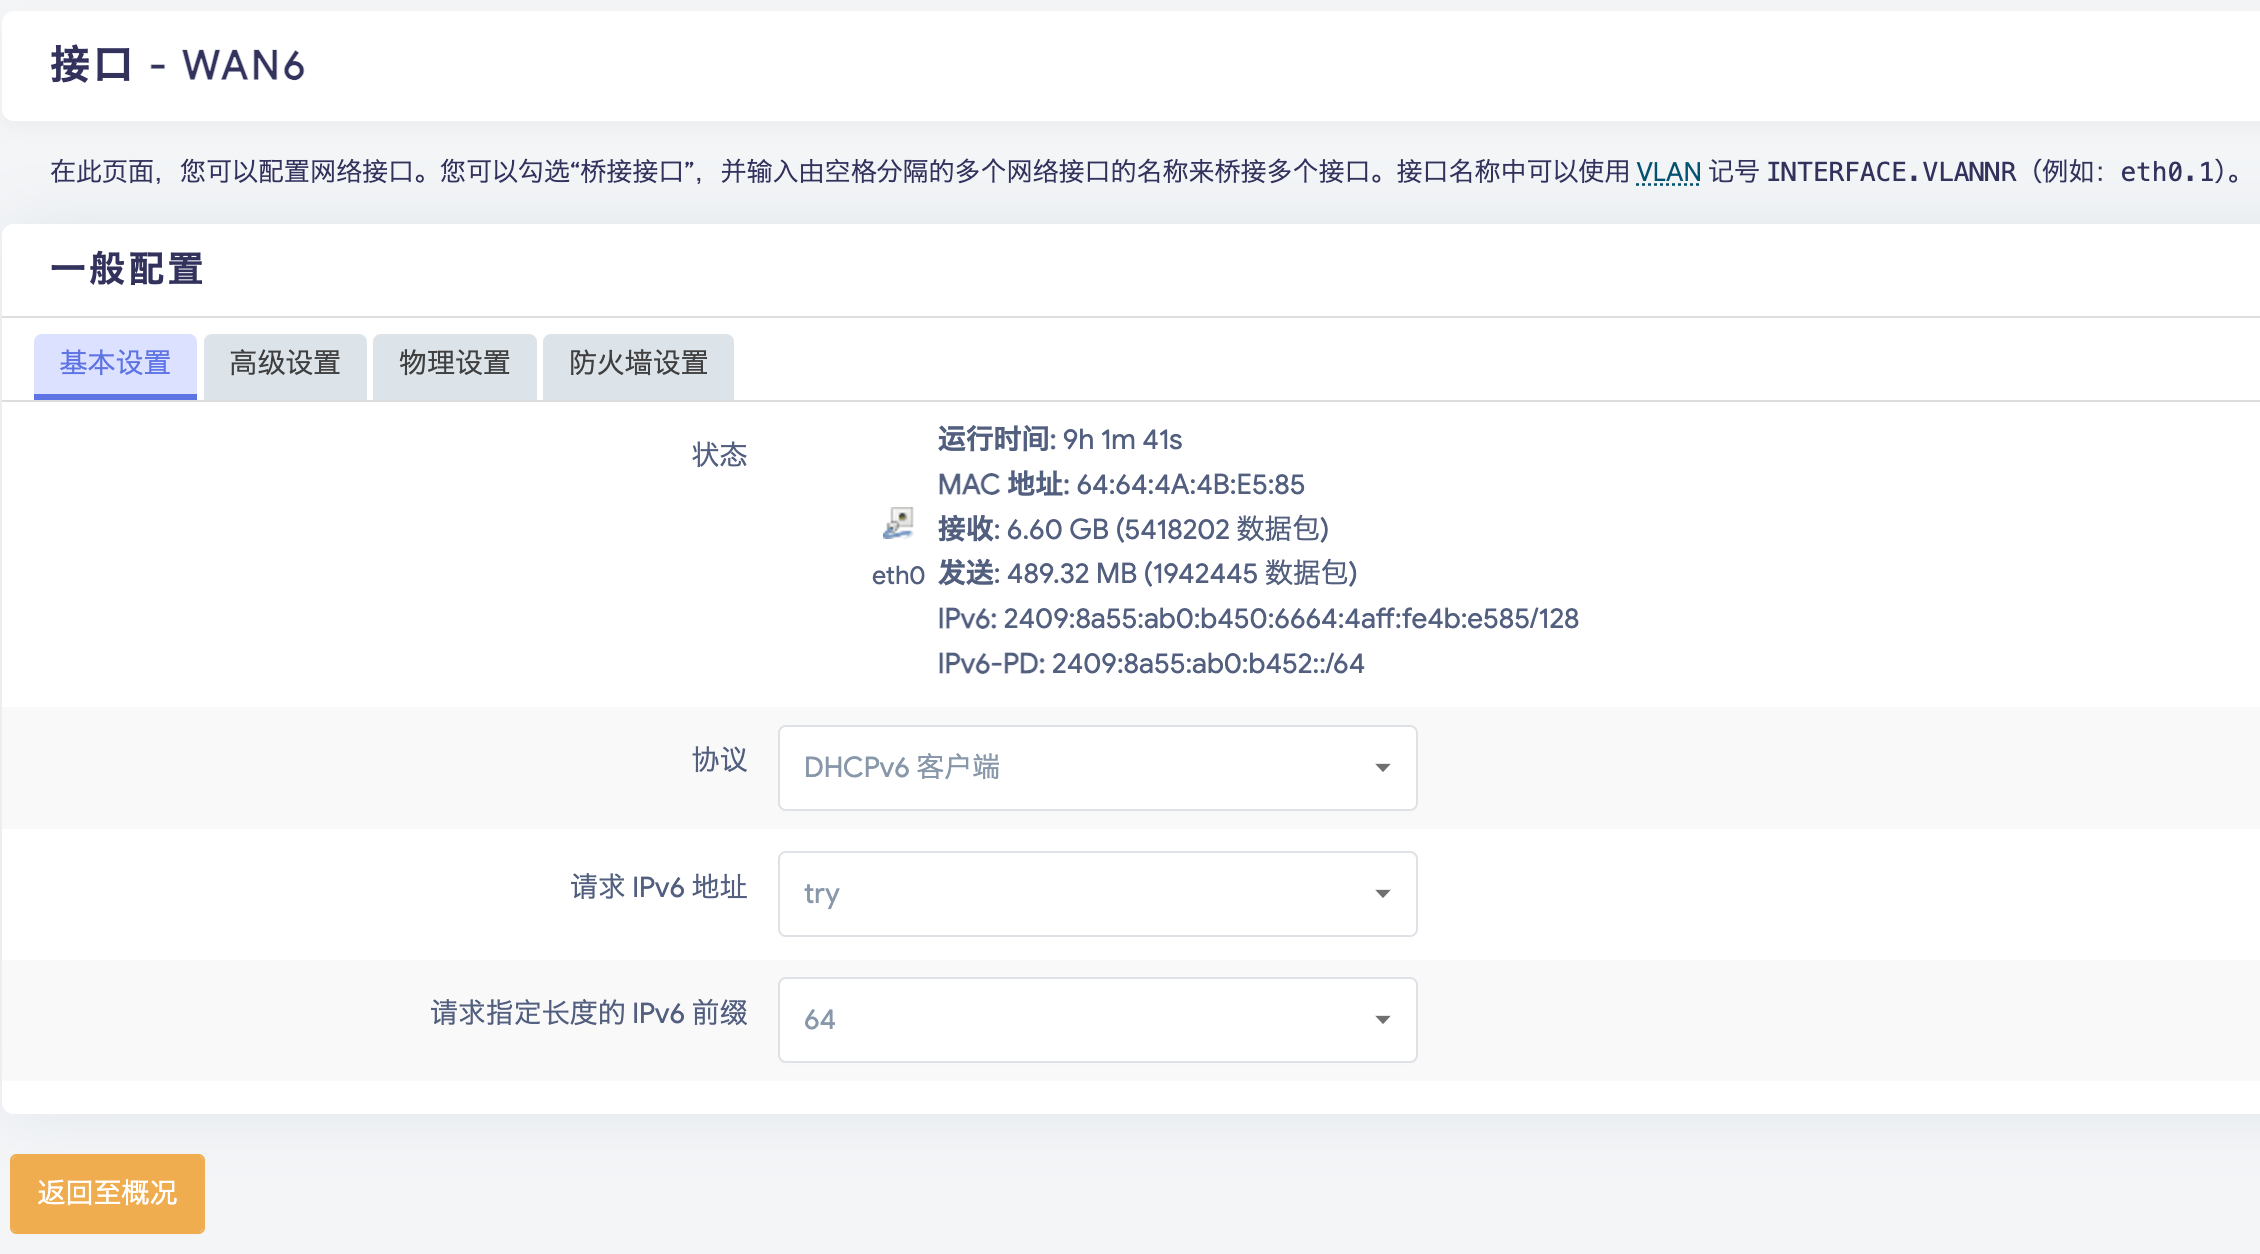 接口 - WAN6
在此页面，您可以配置网络接口。您可以勾选“桥接接口”，并输入由空格分隔的多个网络接口的名称来桥接多个接口。接口名称中可以使用 VLAN 记号 INTERFACE.VLANNR（例如：eth0.1）。
一般配置
基本设置 高级设置 物理设置 防火墙设置
状态
eth0
运行时间: 9h 1m 41s
MAC 地址: 64:64:4A:4B:E5:85
接收: 6.60 GB (5418202 数据包)
发送: 489.32 MB (1942445 数据包)
IPv6: 2409:8a55:ab0:b450:6664:4aff:fe4b:e585/128
IPv6-PD: 2409:8a55:ab0:b452::/64
协议 DHCPv6 客户端
请求 IPv6 地址 try
请求指定长度的 IPv6 前缀 64
返回至概况